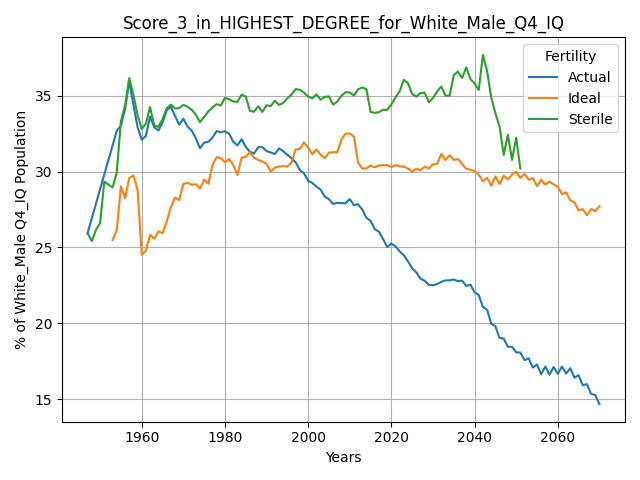 Score_3_in_HIGHEST_DEGREE_for_White_Male_Q4_IQ
% of White_Male Q4_IQ Population
35
30
25
20
15
Fertility
Actual
Ideal
Sterile
1960
1980
2000
2020
2040
2060
Years